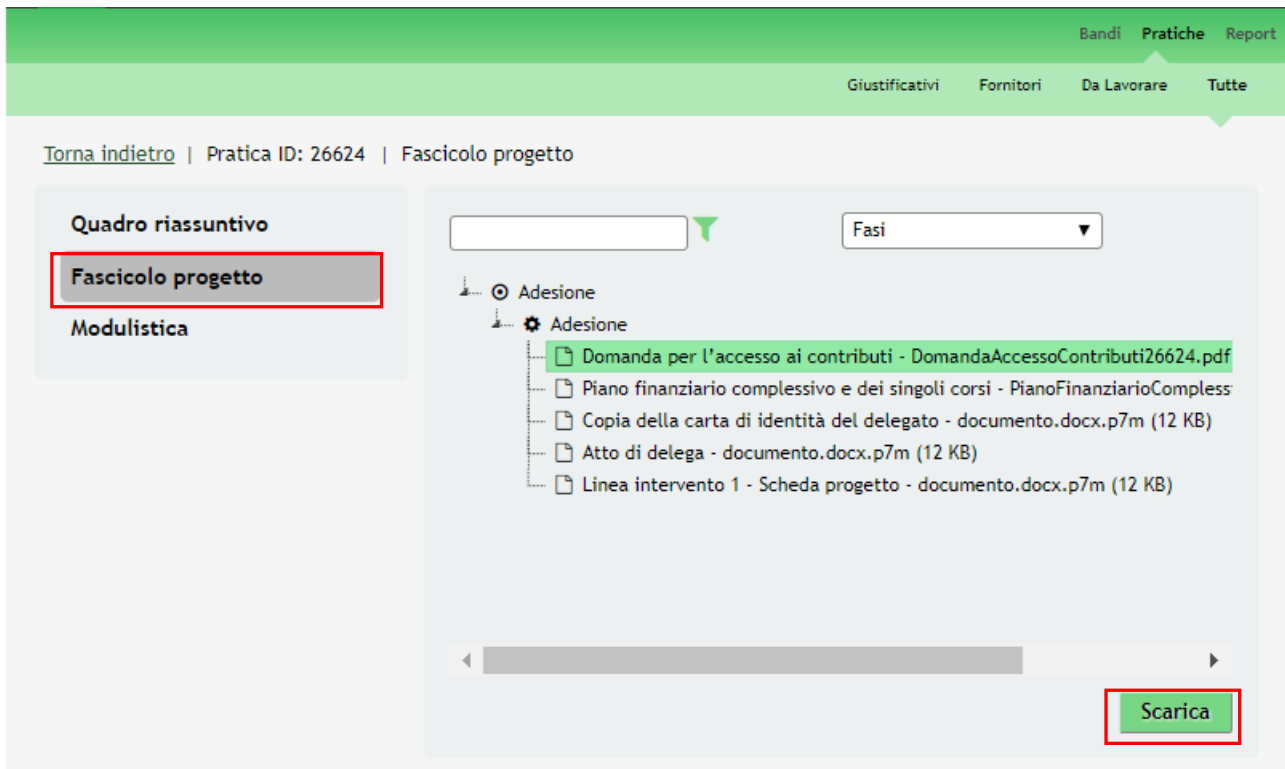 Bandi Pratiche Report
Giustificativi Fornitori Da Lavorare Tutte
Torna indietro | Pratica ID: 26624 | Fascicolo progetto
Quadro riassuntivo
Fascicolo progetto
Modulistica
Fasi
Adesione
Adesione
Domanda per l'accesso ai contributi - DomandaAccessoContributi26624.pdf
Piano finanziario complessivo e dei singoli corsi - PianoFinanziarioCompless
Copia della carta di identità del delegato - documento.docx.p7m (12 KB)
Atto di delega - documento.docx.p7m (12 KB)
Linea intervento 1 - Scheda progetto - documento.docx.p7m (12 KB)
Scarica